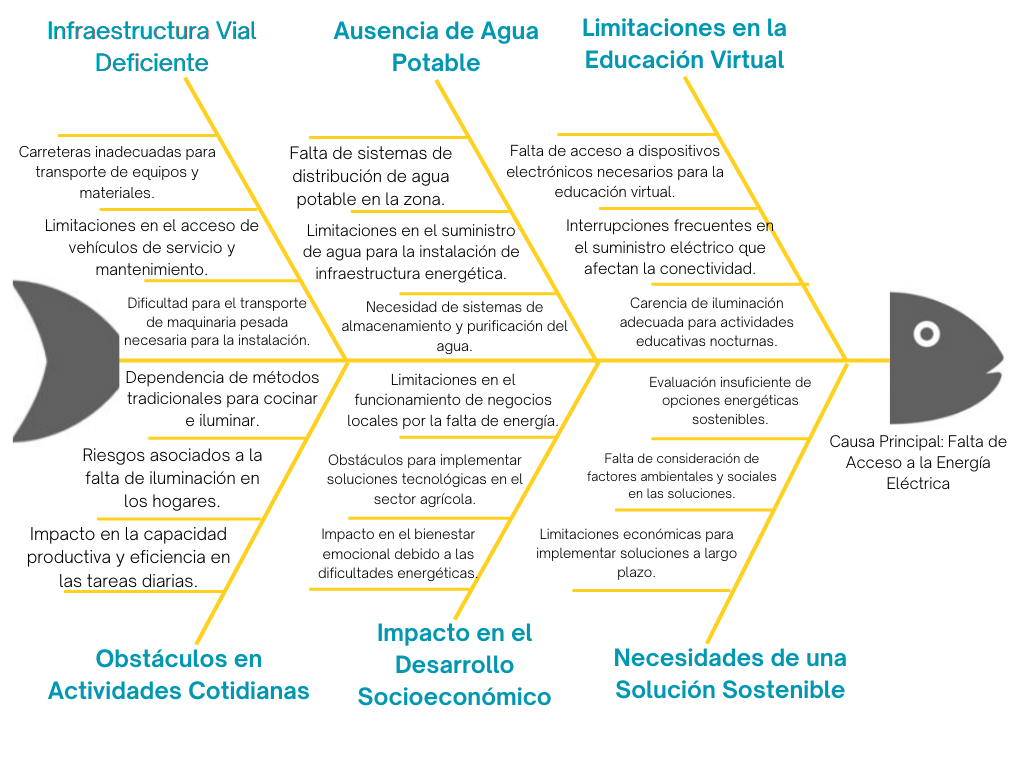 Infraestructura Vial
Deficiente
Ausencia de Agua
Potable
Limitaciones en la
Educación Virtual
Carreteras inadecuadas para
transporte de equipos y
materiales.
Limitaciones en el acceso de
vehículos de servicio y
mantenimiento.
Dificultad para el transporte
de maquinaria pesada
necesaria para la instalación.
Falta de sistemas de
distribución de agua
potable en la zona.
Limitaciones en el suministro
de agua para la instalación de
infraestructura energética.
Necesidad de sistemas de
almacenamiento y purificación del
agua.
Falta de acceso a dispositivos
electrónicos necesarios para la
educación virtual.
Interrupciones frecuentes en
el suministro eléctrico que
afectan la conectividad.
Carencia de iluminación
adecuada para actividades
educativas nocturnas.
Dependencia de métodos
tradicionales para cocinar
e iluminar.
Riesgos asociados a la
falta de iluminación en
los hogares.
Impacto en la capacidad
productiva y eficiencia en
las tareas diarias.
Limitaciones en el
funcionamiento de negocios
locales por la falta de energía.
Obstáculos para implementar
soluciones tecnológicas en el
sector agrícola.
Impacto en el bienestar
emocional debido a las
dificultades energéticas.
Evaluación insuficiente de
opciones energéticas
sostenibles.
Falta de consideración de
factores ambientales y sociales
en las soluciones.
Limitaciones económicas para
implementar soluciones a largo
plazo.
Causa Principal: Falta de
Acceso a la Energía
Eléctrica
Obstáculos en
Actividades Cotidianas
Impacto en el
Desarrollo
Socioeconómico
Necesidades de una
Solución Sostenible